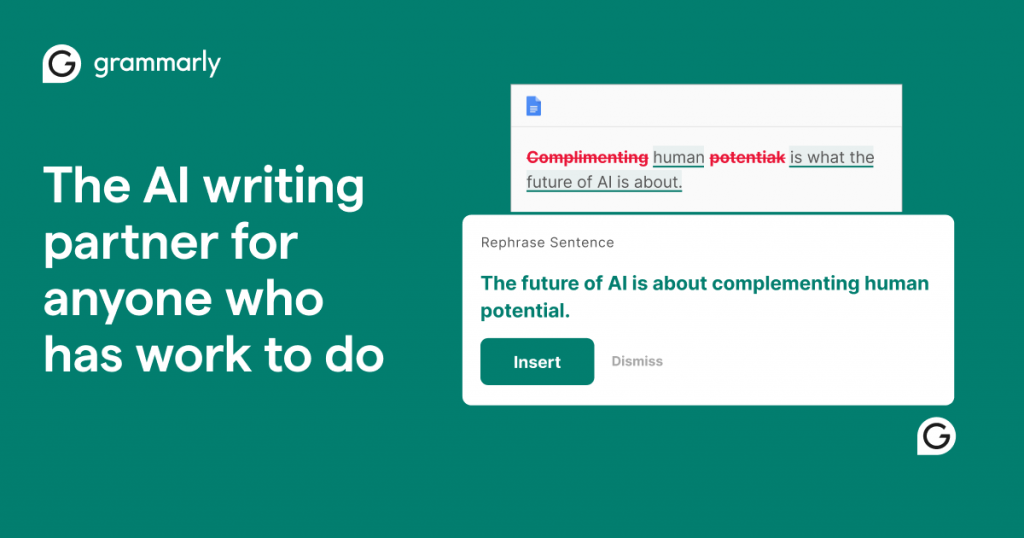 grammarly
The AI writing
partner for
anyone who
has work to do
Complimenting human potentiak is what the
future of AI is about.
Rephrase Sentence
The future of AI is about complementing human
potential.
Insert Dismiss